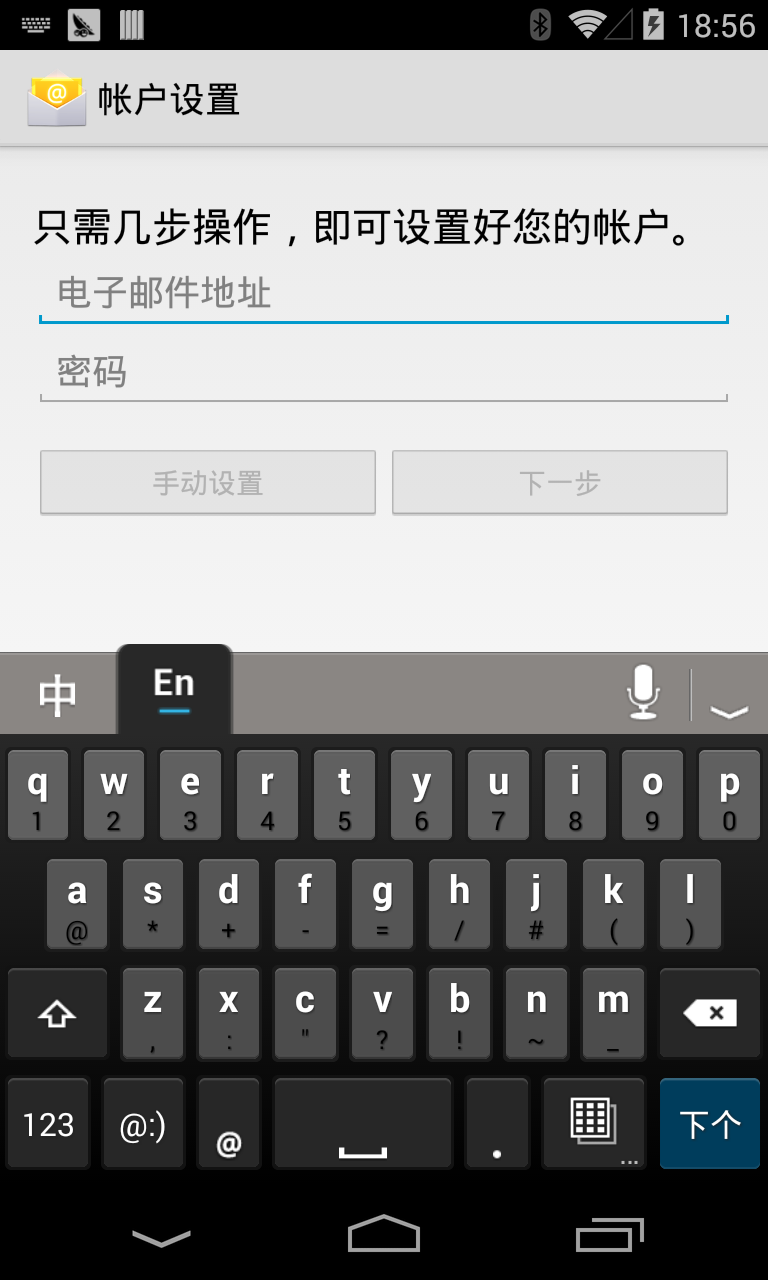 18:56
@ 帐户设置
只需几步操作，即可设置好您的帐户。
电子邮件地址
密码
手动设置 下一步
中 En
q w e r t y u i o p
1 2 3 4 5 6 7 8 9 0
a s d f g h j k l
@ * + - = / # ( )
z x c v b n m
, : " ? ! ~ _
123 @:) @ . ... 下个